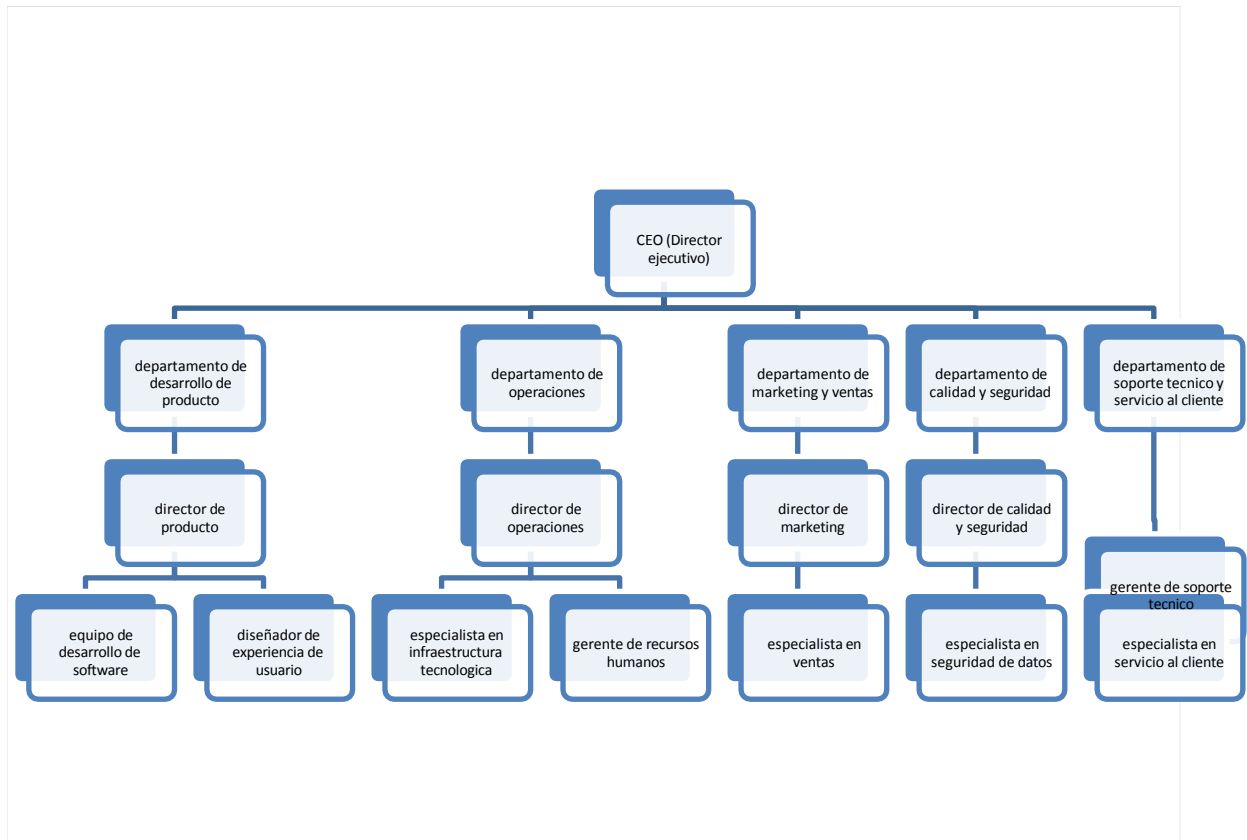 CEO (Director
ejecutivo)
departamento de
desarrollo de
producto
departamento de
operaciones
departamento de
marketing y ventas
departamento de
calidad y seguridad
departamento de
soporte tecnico y
servicio al cliente
director de
producto
director de
operaciones
director de
marketing
director de calidad
y seguridad
gerente de soporte
tecnico
equipo de
desarrollo de
software
diseñador de
experiencia de
usuario
especialista en
infraestructura
tecnologica
gerente de recursos
humanos
especialista en
ventas
especialista en
seguridad de datos
especialista en
servicio al cliente